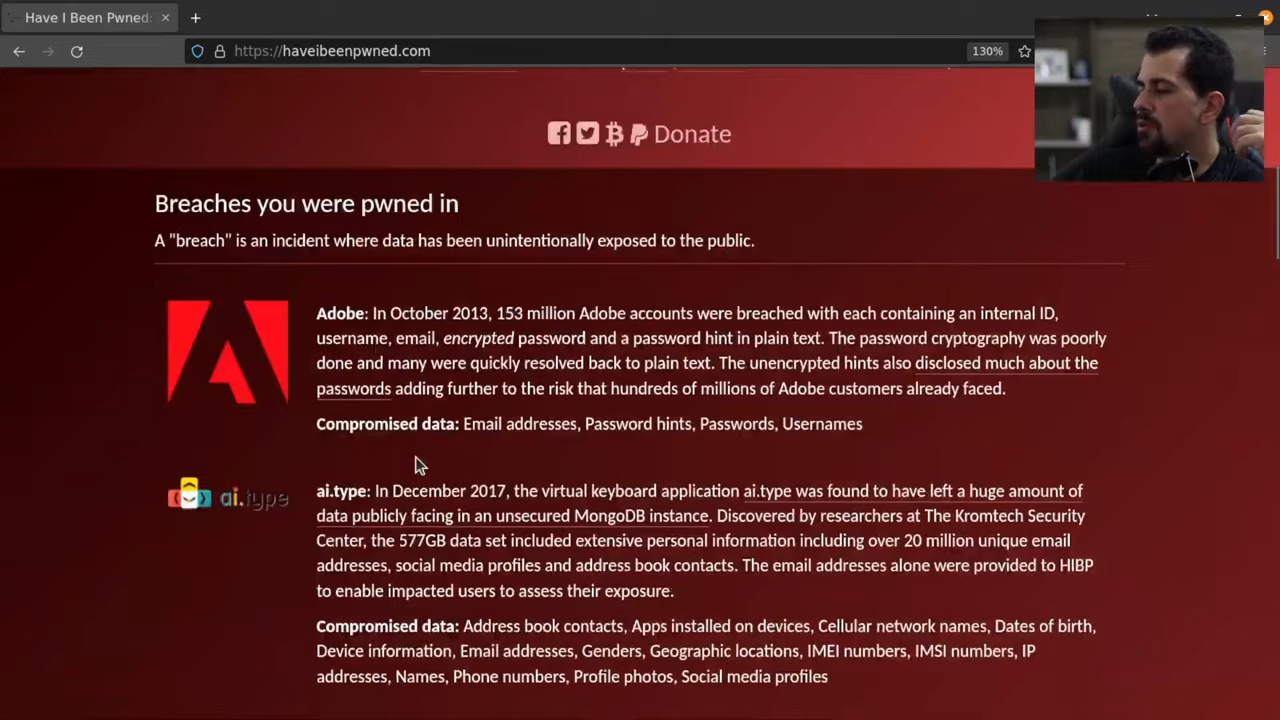 Have I Been Pwned:
https://haveibeenpwned.com
130%
Donate
Breaches you were pwned in
A "breach" is an incident where data has been unintentionally exposed to the public.
Adobe: In October 2013, 153 million Adobe accounts were breached with each containing an internal ID,
username, email, encrypted password and a password hint in plain text. The password cryptography was poorly
done and many were quickly resolved back to plain text. The unencrypted hints also disclosed much about the
passwords adding further to the risk that hundreds of millions of Adobe customers already faced.
Compromised data: Email addresses, Password hints, Passwords, Usernames
ai.type
ai.type: In December 2017, the virtual keyboard application ai.type was found to have left a huge amount of
data publicly facing in an unsecured MongoDB instance. Discovered by researchers at The Kromtech Security
Center, the 577GB data set included extensive personal information including over 20 million unique email
addresses, social media profiles and address book contacts. The email addresses alone were provided to HIBP
to enable impacted users to assess their exposure.
Compromised data: Address book contacts, Apps installed on devices, Cellular network names, Dates of birth,
Device information, Email addresses, Genders, Geographic locations, IMEI numbers, IMSI numbers, IP
addresses, Names, Phone numbers, Profile photos, Social media profiles